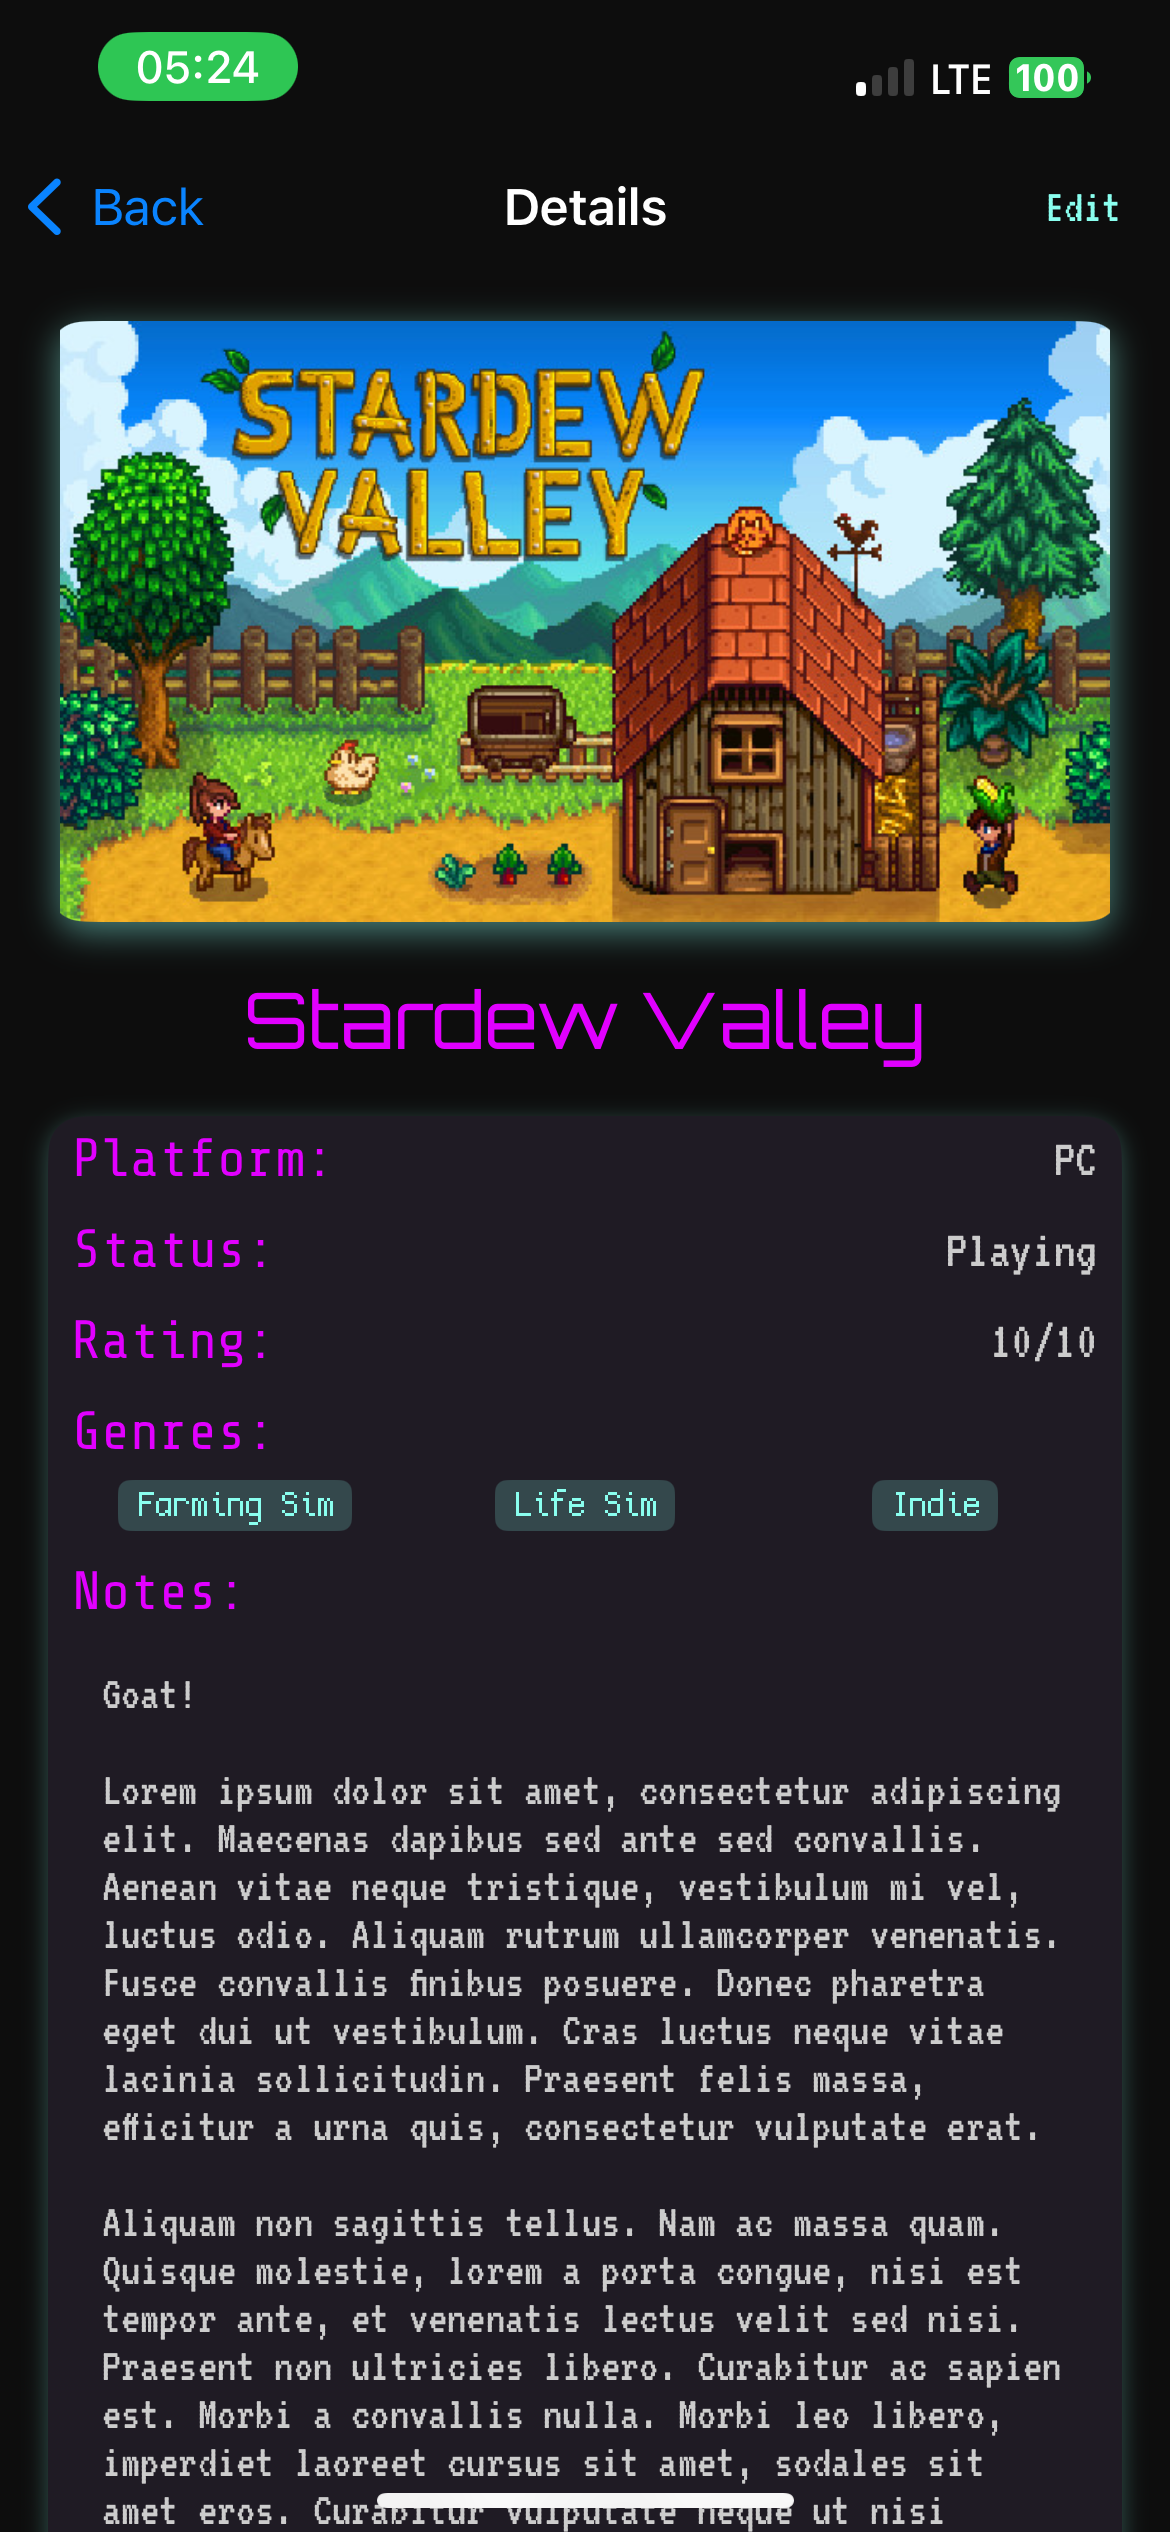 05:24
LTE 100
Back Details Edit
STARDEW
VALLEY
Stardew Valley
Platform: PC
Status: Playing
Rating: 10/10
Genres:
Farming Sim Life Sim Indie
Notes:
Goat!
Lorem ipsum dolor sit amet, consectetur adipiscing
elit. Maecenas dapibus sed ante sed convallis.
Aenean vitae neque tristique, vestibulum mi vel,
luctus odio. Aliquam rutrum ullamcorper venenatis.
Fusce convallis finibus posuere. Donec pharetra
eget dui ut vestibulum. Cras luctus neque vitae
lacinia sollicitudin. Praesent felis massa,
efficitur a urna quis, consectetur vulputate erat.
Aliquam non sagittis tellus. Nam ac massa quam.
Quisque molestie, lorem a porta congue, nisi est
tempor ante, et venenatis lectus velit sed nisi.
Praesent non ultricies libero. Curabitur ac sapien
est. Morbi a convallis nulla. Morbi leo libero,
imperdiet laoreet cursus sit amet, sodales sit
amet eros. Curabitur vulputate neque ut nisi